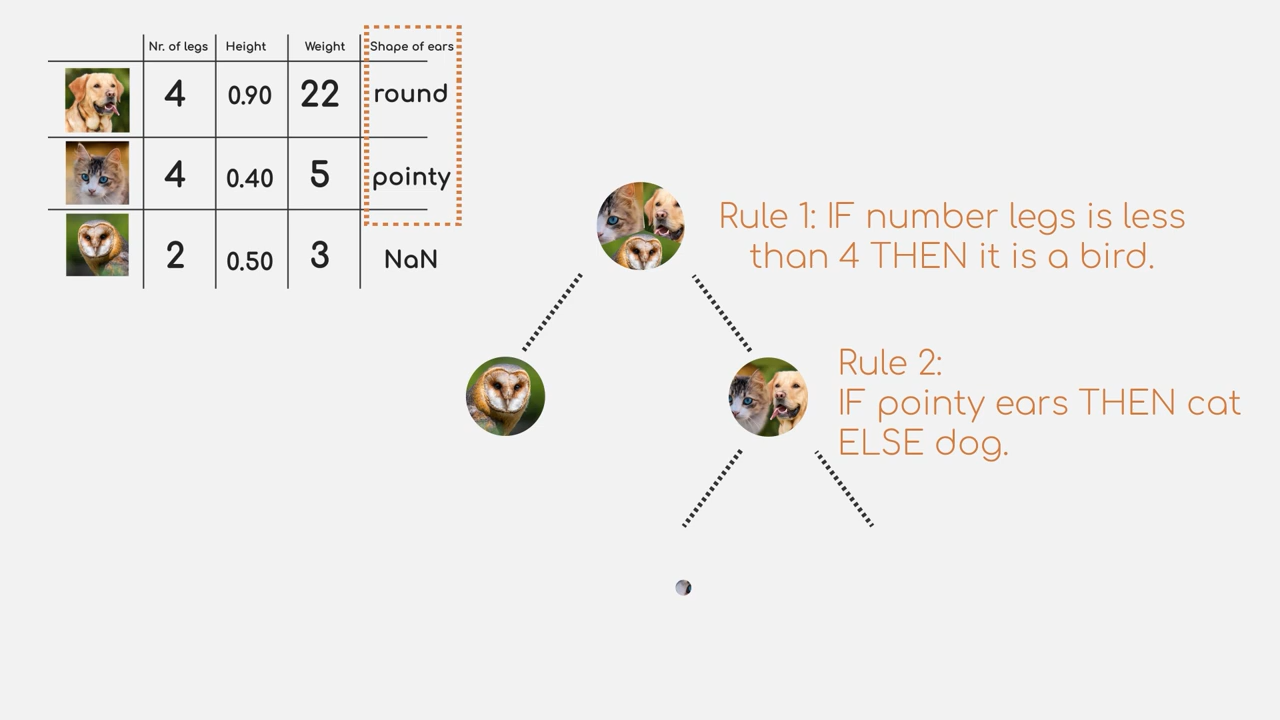 Nr. of legs Height Weight Shape of ears
4 0.90 22 round
4 0.40 5 pointy
2 0.50 3 NaN
Rule 1: IF number legs is less
than 4 THEN it is a bird.
Rule 2:
IF pointy ears THEN cat
ELSE dog.